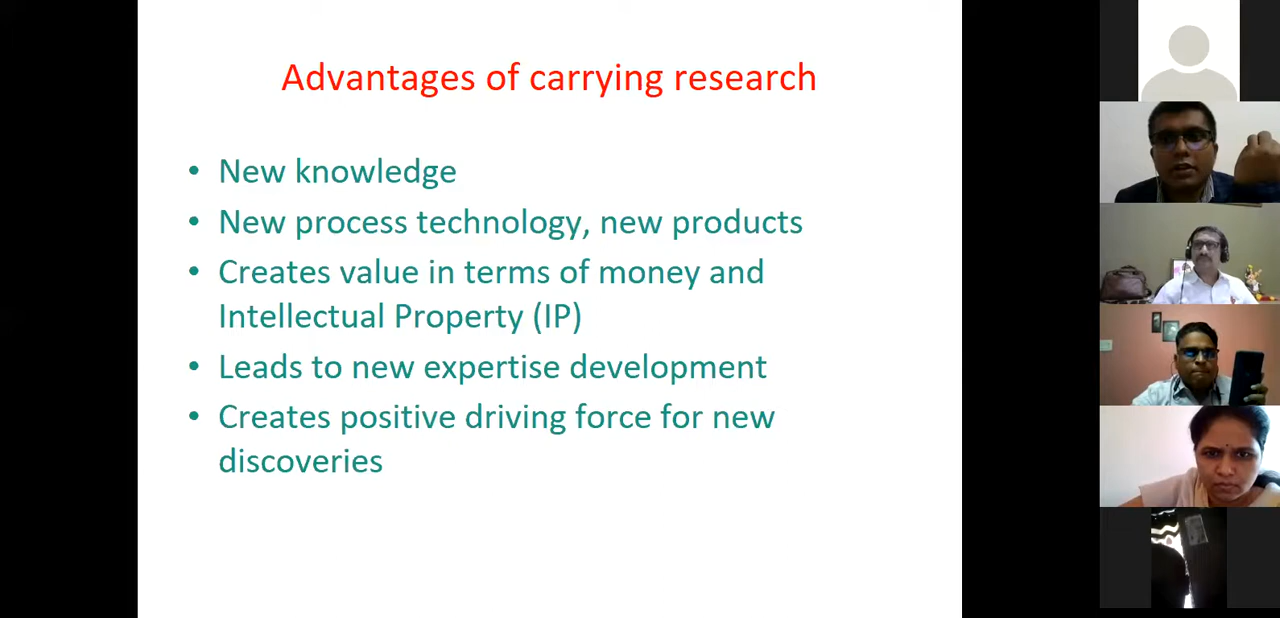 Advantages of carrying research
• New knowledge
• New process technology, new products
• Creates value in terms of money and
Intellectual Property (IP)
• Leads to new expertise development
• Creates positive driving force for new
discoveries